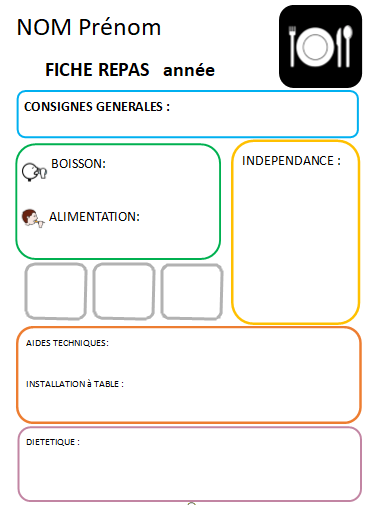 NOM Prénom
FICHE REPAS année
CONSIGNES GENERALES :
BOISSON:
ALIMENTATION:
INDEPENDANCE :
AIDES TECHNIQUES:
INSTALLATION à TABLE :
DIETETIQUE :